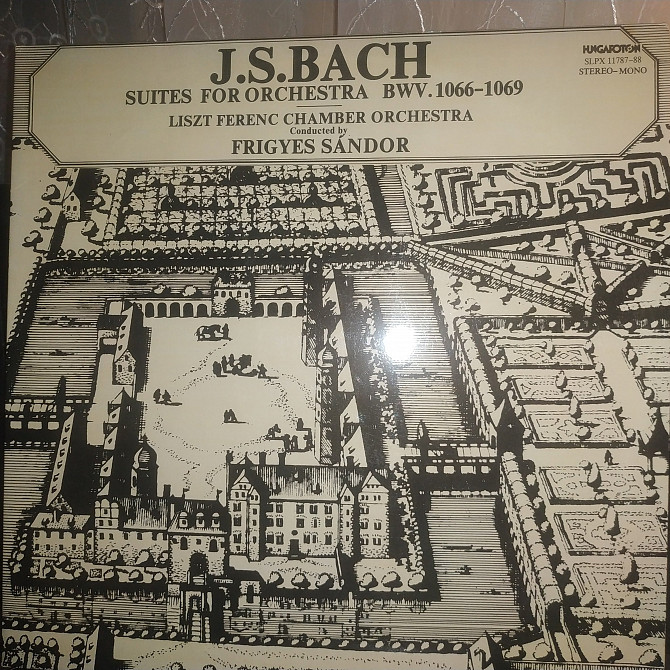 J.S.BACH
SUITES FOR ORCHESTRA BWV. 1066-1069
LISZT FERENC CHAMBER ORCHESTRA
Conducted by
FRIGYES SÁNDOR
HUNGAROTON
SLPX 11787-88
STEREO-MONO